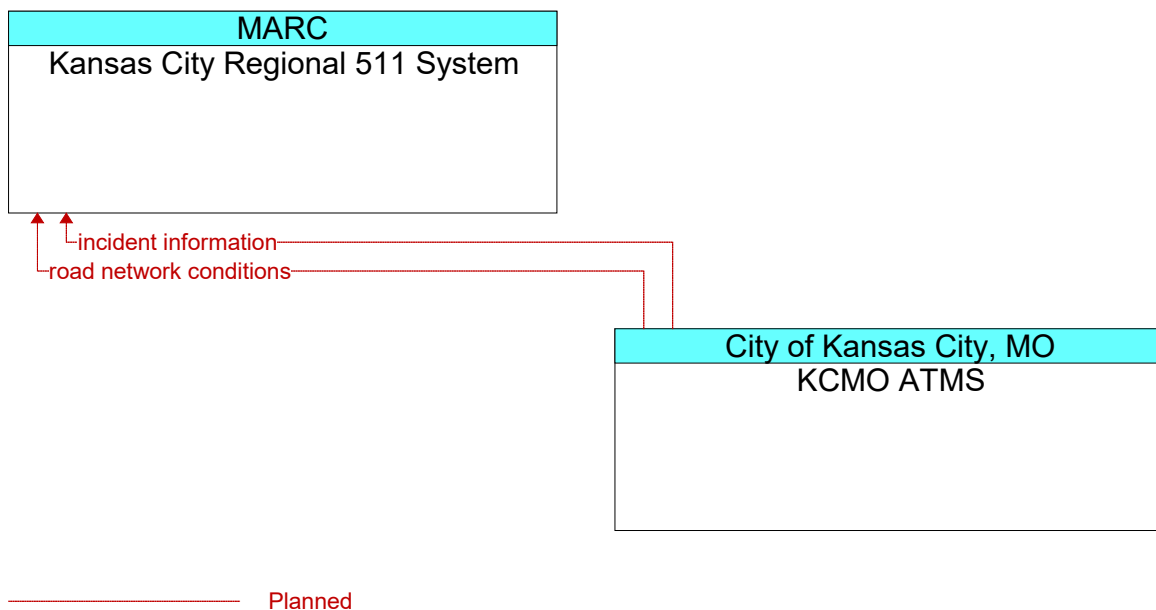 MARC
Kansas City Regional 511 System
incident information
road network conditions
City of Kansas City, MO
KCMO ATMS
Planned